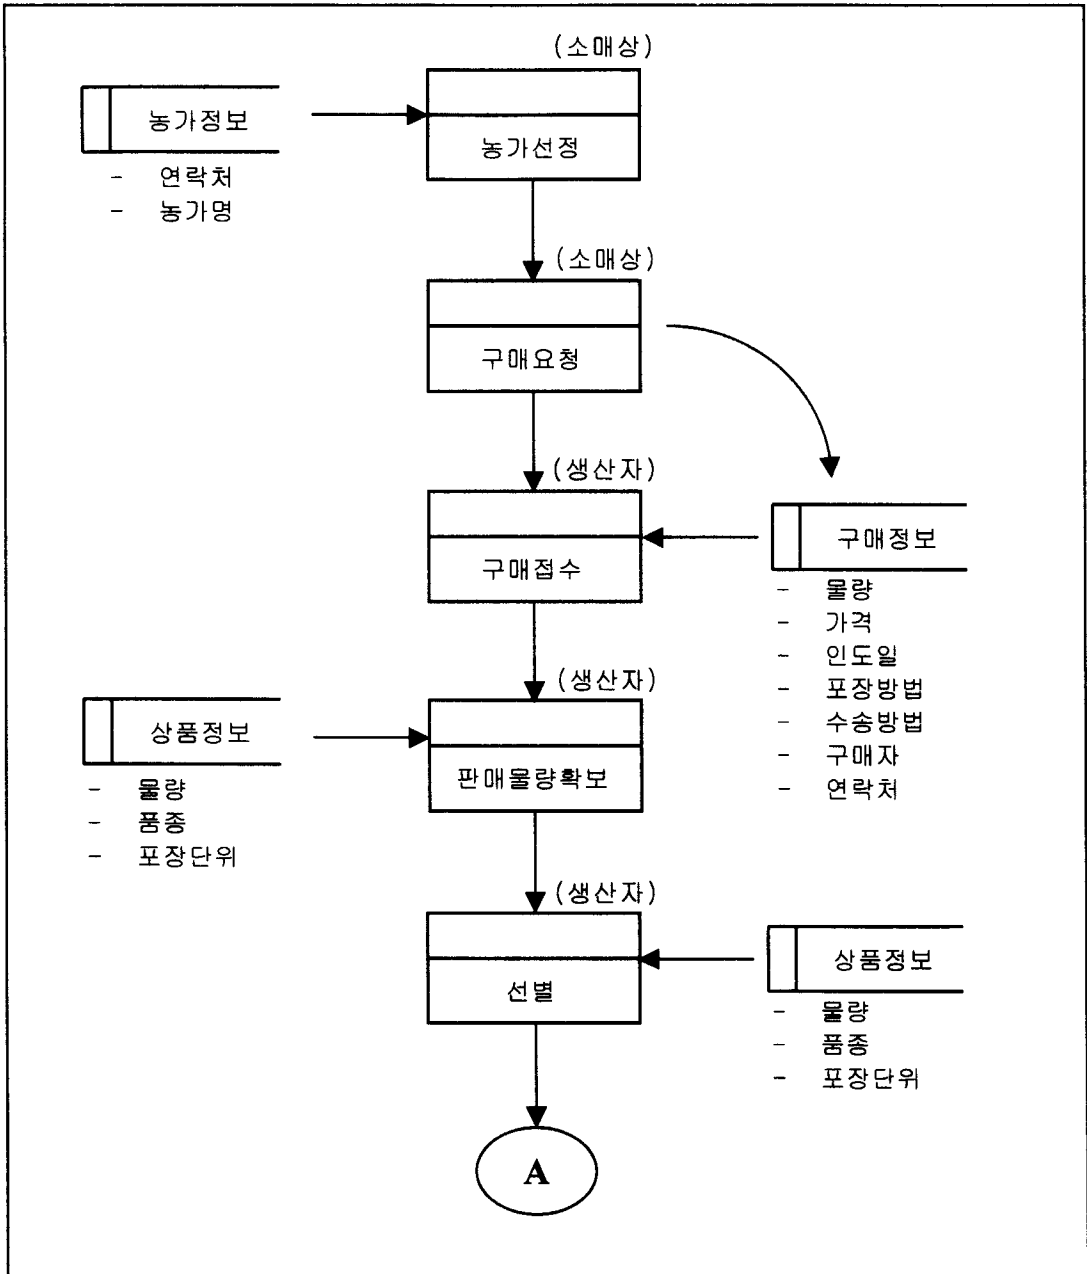 (소매상)
농가정보
농가선정
- 연락처
- 농가명
(소매상)
구매요청
(생산자)
구매정보
구매접수
- 물량
- 가격
- 인도일
- 포장방법
- 수송방법
- 구매자
- 연락처
(생산자)
상품정보
판매물량확보
- 물량
- 품종
- 포장단위
(생산자)
상품정보
선별
- 물량
- 품종
- 포장단위
A